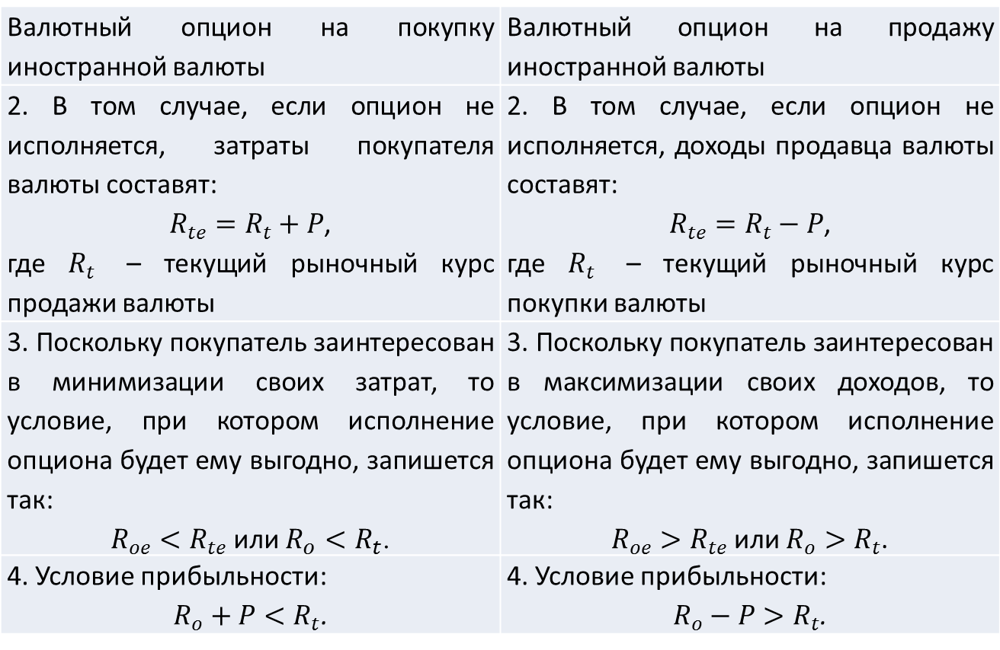 Валютный опцион на покупку
иностранной валюты
Валютный опцион на продажу
иностранной валюты
2. В том случае, если опцион не
исполняется, затраты покупателя
валюты составят:
R_{te} = R_t + P,
где R_t – текущий рыночный курс
продажи валюты
2. В том случае, если опцион не
исполняется, доходы продавца валюты
составят:
R_{te} = R_t − P,
где R_t – текущий рыночный курс
покупки валюты
3. Поскольку покупатель заинтересован
в минимизации своих затрат, то
условие, при котором исполнение
опциона будет ему выгодно, запишется
так:
R_{oe} < R_{te} или R_o < R_t.
3. Поскольку покупатель заинтересован
в максимизации своих доходов, то
условие, при котором исполнение
опциона будет ему выгодно, запишется
так:
R_{oe} > R_{te} или R_o > R_t.
4. Условие прибыльности:
R_o + P < R_t.
4. Условие прибыльности:
R_o − P > R_t.